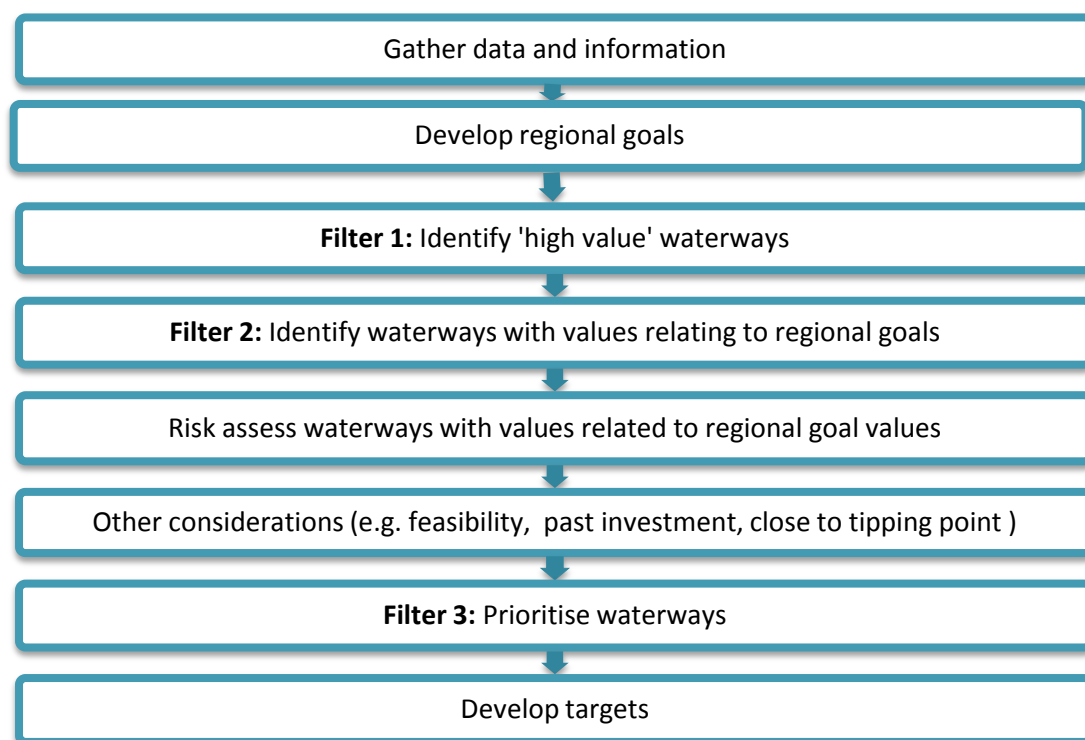 Gather data and information
Develop regional goals
Filter 1: Identify 'high value' waterways
Filter 2: Identify waterways with values relating to regional goals
Risk assess waterways with values related to regional goal values
Other considerations (e.g. feasibility,  past investment, close to tipping point )
Filter 3: Prioritise waterways
Develop targets